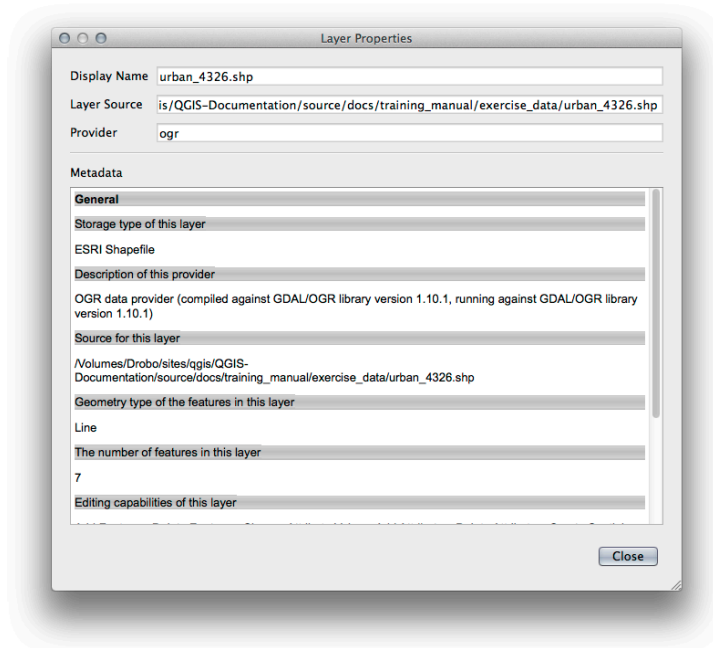 Layer Properties
Display Name urban_4326.shp
Layer Source is/QGIS-Documentation/source/docs/training_manual/exercise_data/urban_4326.shp
Provider ogr
Metadata
General
Storage type of this layer
ESRI Shapefile
Description of this provider
OGR data provider (compiled against GDAL/OGR library version 1.10.1, running against GDAL/OGR library
version 1.10.1)
Source for this layer
/Volumes/Drobo/sites/qgis/QGIS-
Documentation/source/docs/training_manual/exercise_data/urban_4326.shp
Geometry type of the features in this layer
Line
The number of features in this layer
7
Editing capabilities of this layer
Close